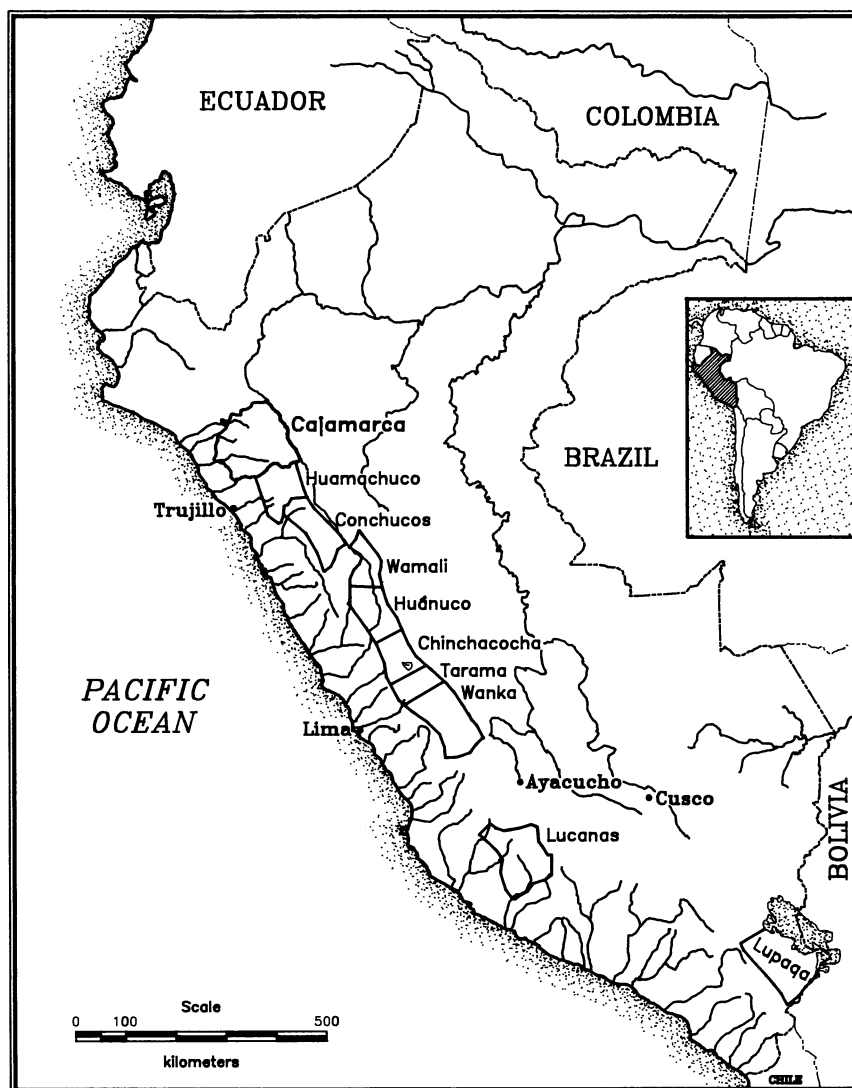 ECUADOR
COLOMBIA
Cajamarca
BRAZIL
Huamachuco
Trujillo
Conchucos
Wamali
Huánuco
Chinchacocha
Tarama
PACIFIC
OCEAN
Wanka
Lima
Ayacucho
Cusco
BOLIVIA
Lucanas
Lupaqa
Scale
0 100 500
kilometers
CHILE